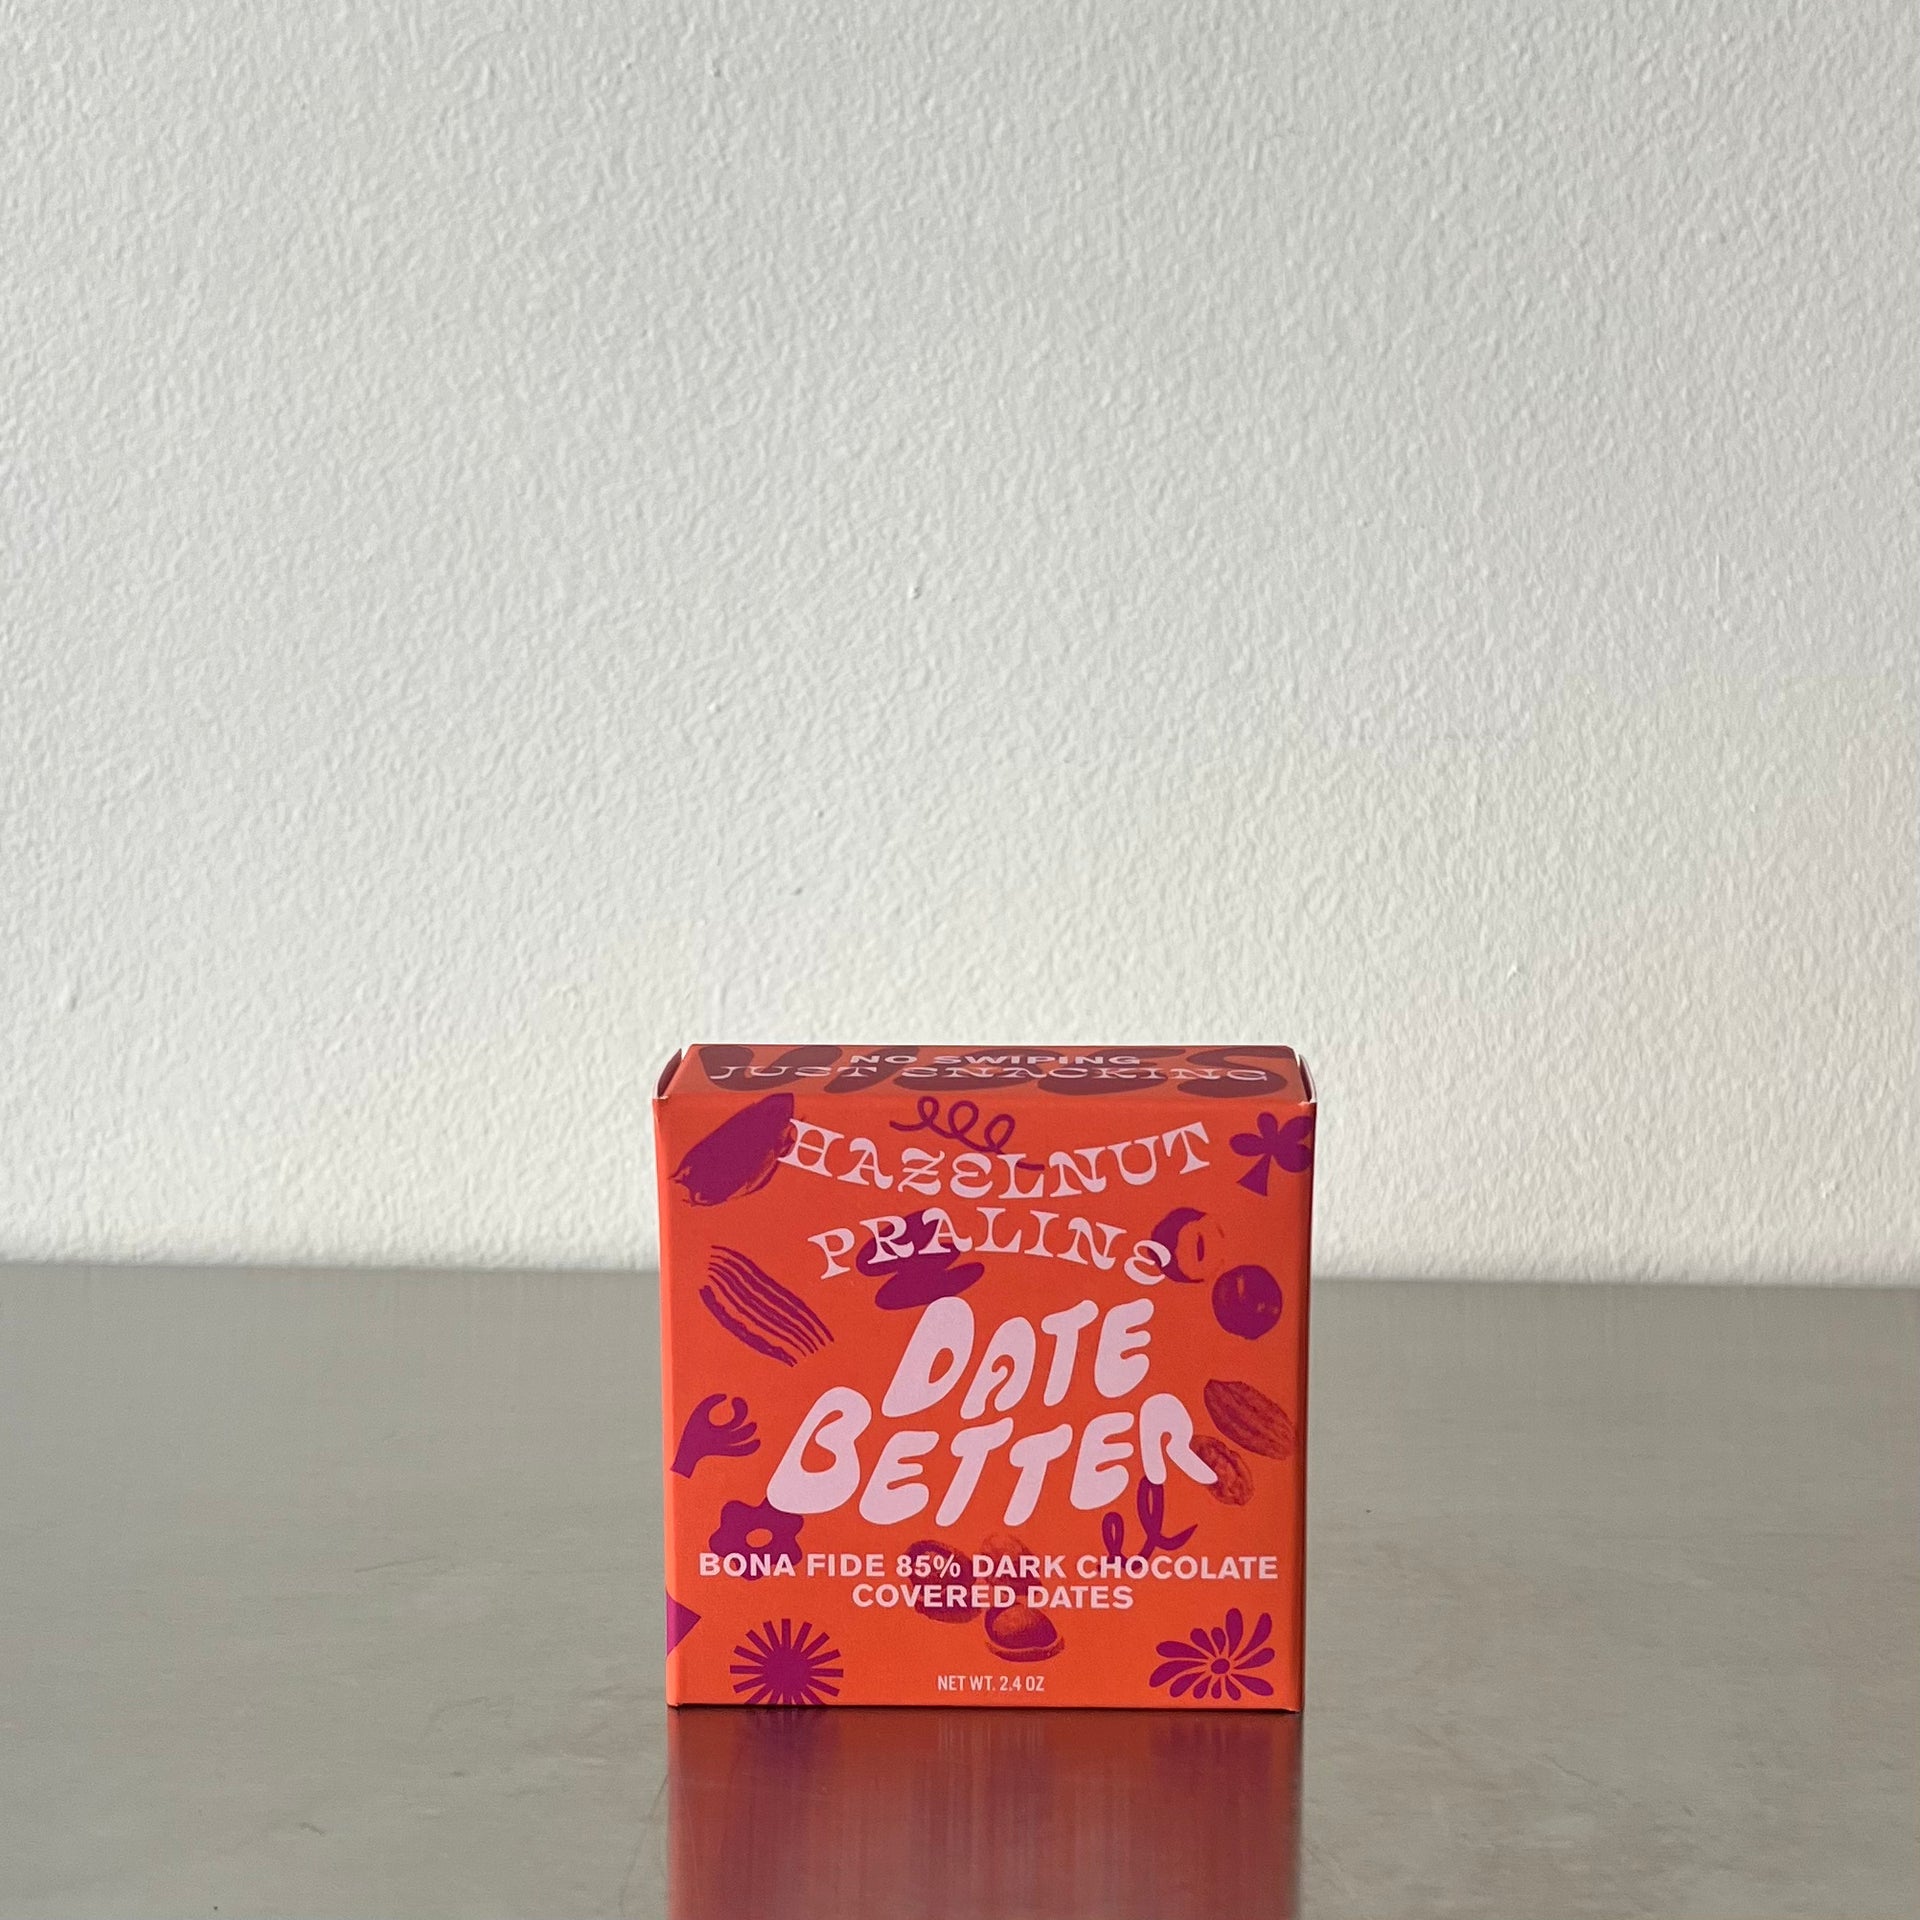 NO SWIPING
JUST SNACKING
HAZELNUT
PRALINE
DATE
BETTER
BONA FIDE 85% DARK CHOCOLATE
COVERED DATES
NET WT. 2.4 OZ